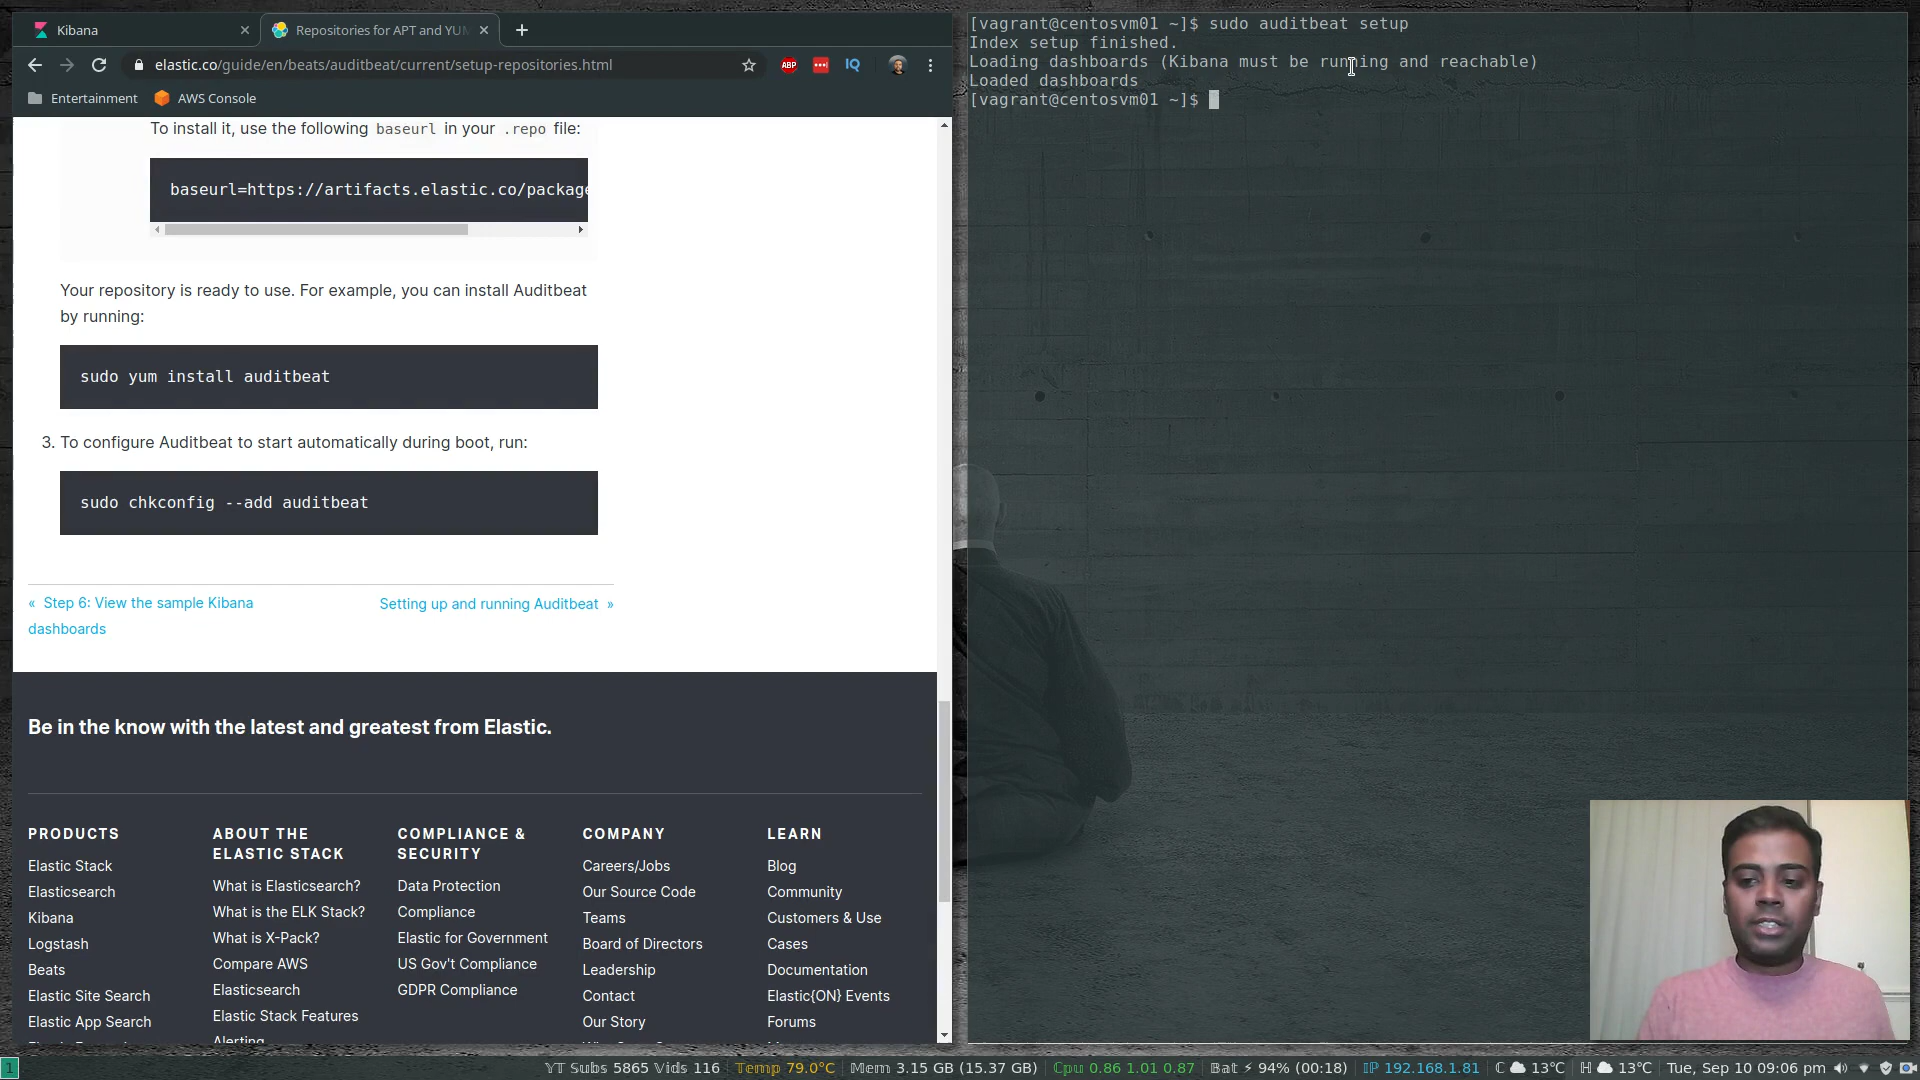 Kibana
Repositories for APT and YUM
elastic.co/guide/en/beats/auditbeat/current/setup-repositories.html
ABP
IQ
Entertainment
AWS Console
To install it, use the following baseurl in your .repo file:
baseurl=https://artifacts.elastic.co/package
Your repository is ready to use. For example, you can install Auditbeat
by running:
sudo yum install auditbeat
3. To configure Auditbeat to start automatically during boot, run:
sudo chkconfig --add auditbeat
« Step 6: View the sample Kibana
dashboards
Setting up and running Auditbeat »
Be in the know with the latest and greatest from Elastic.
PRODUCTS
Elastic Stack
Elasticsearch
Kibana
Logstash
Beats
Elastic Site Search
Elastic App Search
ABOUT THE
ELASTIC STACK
What is Elasticsearch?
What is the ELK Stack?
What is X-Pack?
Compare AWS
Elasticsearch
Elastic Stack Features
Alerting
COMPLIANCE &
SECURITY
Data Protection
Compliance
Elastic for Government
US Gov't Compliance
GDPR Compliance
COMPANY
Careers/Jobs
Our Source Code
Teams
Board of Directors
Leadership
Contact
Our Story
LEARN
Blog
Community
Customers & Use
Cases
Documentation
Elastic{ON} Events
Forums
[vagrant@centosvm01 ~]$ sudo auditbeat setup
Index setup finished.
Loading dashboards (Kibana must be running and reachable)
Loaded dashboards
[vagrant@centosvm01 ~]$
1
YT Subs 5865 Vids 116 Temp 79.0°C Mem 3.15 GB (15.37 GB) Cpu 0.86 1.01 0.87 Bat ⚡ 94% (00:18) IP 192.168.1.81 C 13°C H 13°C Tue, Sep 10 09:06 pm